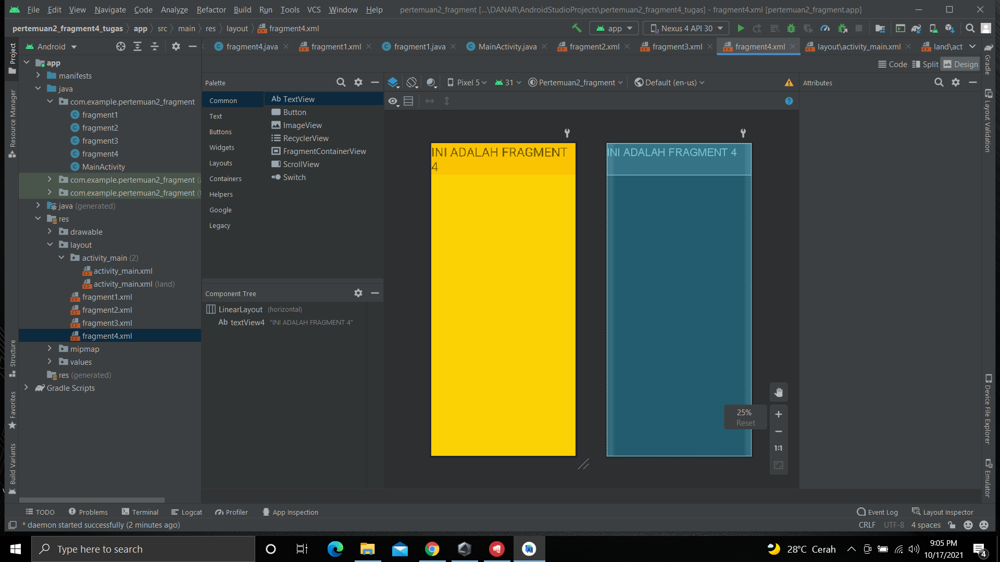 File Edit View Navigate Code Analyze Refactor Build Run Tools VCS Window Help pertemuan2_fragment [...\DANAR\AndroidStudioProjects\pertemuan2_fragment4_tugas] - fragment4.xml [pertemuan2_fragment.app]
pertemuan2_fragment4_tugas app src main res layout fragment4.xml app Nexus 4 API 30
Android fragment4.java fragment1.xml fragment1.java MainActivity.java fragment2.xml fragment3.xml fragment4.xml layout\activity_main.xml land\act
Code Split Design
Project
Resource Manager
Structure
Favorites
Build Variants
app
manifests
java
com.example.pertemuan2_fragment
fragment1
fragment2
fragment3
fragment4
MainActivity
com.example.pertemuan2_fragment
com.example.pertemuan2_fragment
java (generated)
res
drawable
layout
activity_main (2)
activity_main.xml
activity_main.xml (land)
fragment1.xml
fragment2.xml
fragment3.xml
fragment4.xml
mipmap
values
res (generated)
Gradle Scripts
Palette
Common
Text
Buttons
Widgets
Layouts
Containers
Helpers
Google
Legacy
Ab TextView
Button
ImageView
RecyclerView
FragmentContainerView
ScrollView
Switch
Component Tree
LinearLayout (horizontal)
Ab textView4 "INI ADALAH FRAGMENT 4"
Pixel 5 31 Pertemuan2_fragment Default (en-us)
INI ADALAH FRAGMENT
4
INI ADALAH FRAGMENT 4
25%
Reset
1:1
Attributes
Gradle
Layout Validation
Device File Explorer
Emulator
TODO Problems Terminal Logcat Profiler App Inspection Event Log Layout Inspector
* daemon started successfully (2 minutes ago) CRLF UTF-8 4 spaces
Type here to search 28°C Cerah 9:05 PM
10/17/2021 4